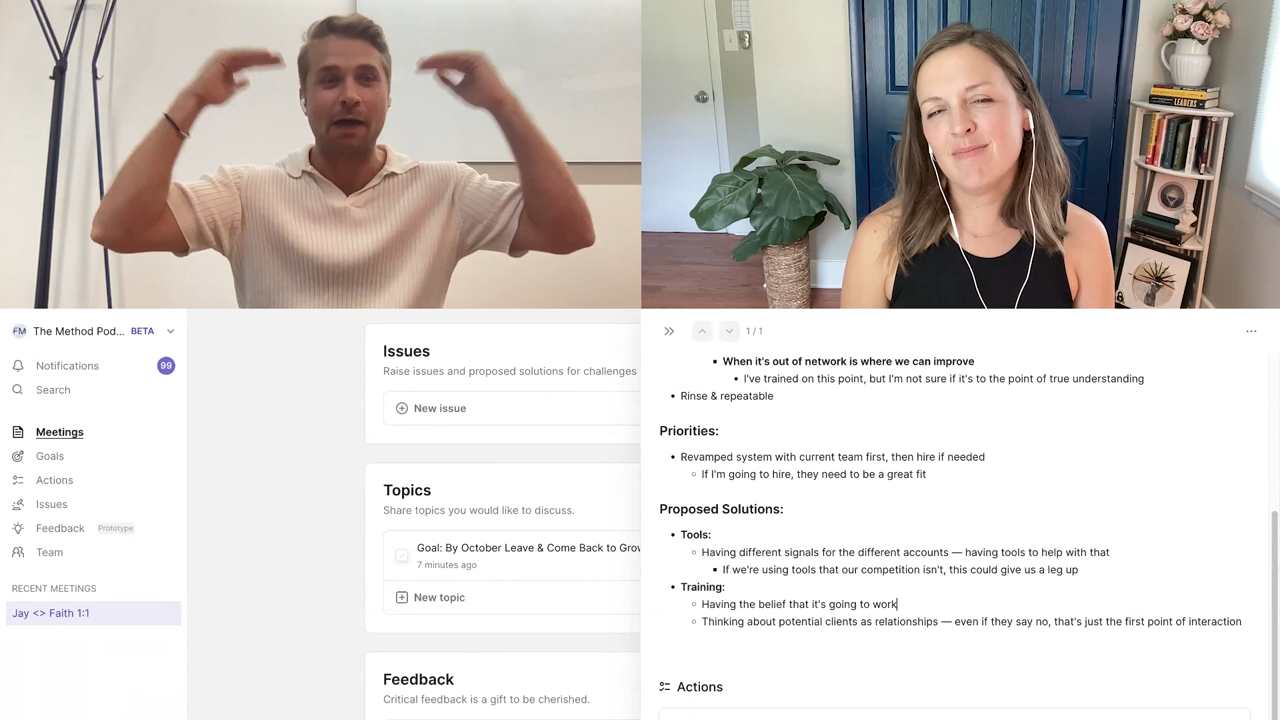 LEADERS
FM The Method Pod... BETA
Notifications 99
Search
Meetings
Goals
Actions
Issues
Feedback Prototype
Team
RECENT MEETINGS
Jay <> Faith 1:1
Issues
Raise issues and proposed solutions for challenges
New issue
Topics
Share topics you would like to discuss.
Goal: By October Leave & Come Back to Grow
7 minutes ago
New topic
Feedback
Critical feedback is a gift to be cherished.
1 / 1
When it's out of network is where we can improve
I've trained on this point, but I'm not sure if it's to the point of true understanding
Rinse & repeatable
Priorities:
Revamped system with current team first, then hire if needed
If I'm going to hire, they need to be a great fit
Proposed Solutions:
Tools:
Having different signals for the different accounts — having tools to help with that
If we're using tools that our competition isn't, this could give us a leg up
Training:
Having the belief that it's going to work
Thinking about potential clients as relationships — even if they say no, that's just the first point of interaction
Actions